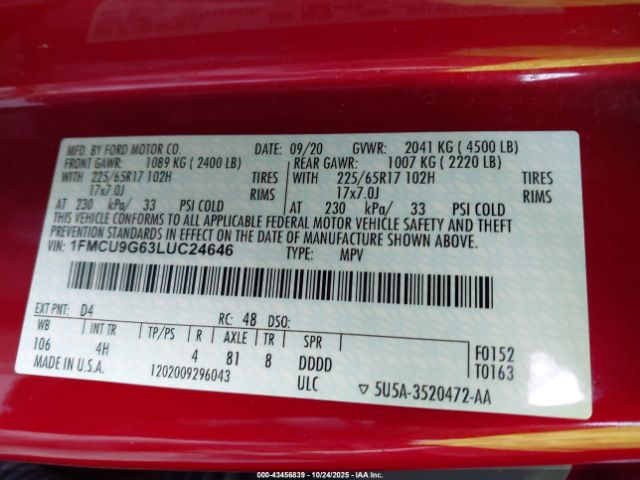 MFD. BY FORD MOTOR CO. DATE: 09/20 GVWR: 2041 KG ( 4500 LB)
FRONT GAWR: 1089 KG ( 2400 LB) REAR GAWR: 1007 KG ( 2220 LB)
WITH 225/65R17 102H TIRES WITH 225/65R17 102H TIRES
17x7.0J RIMS 17x7.0J RIMS
AT 230 kPa/ 33 PSI COLD AT 230 kPa/ 33 PSI COLD
THIS VEHICLE CONFORMS TO ALL APPLICABLE FEDERAL MOTOR VEHICLE SAFETY AND THEFT
PREVENTION STANDARDS IN EFFECT ON THE DATE OF MANUFACTURE SHOWN ABOVE.
VIN: 1FMCU9G63LUC24646 TYPE: MPV
EXT PNT: D4 RC: 48 DSO:
WB INT TR TP/PS R AXLE TR SPR
106 4H 4 81 8 DDDD F0152
MADE IN U.S.A. 1202009296043 ULC T0163
▽ 5U5A-3520472-AA
000-43456839 - 10/24/2025 - Copyright © IAA, Inc.